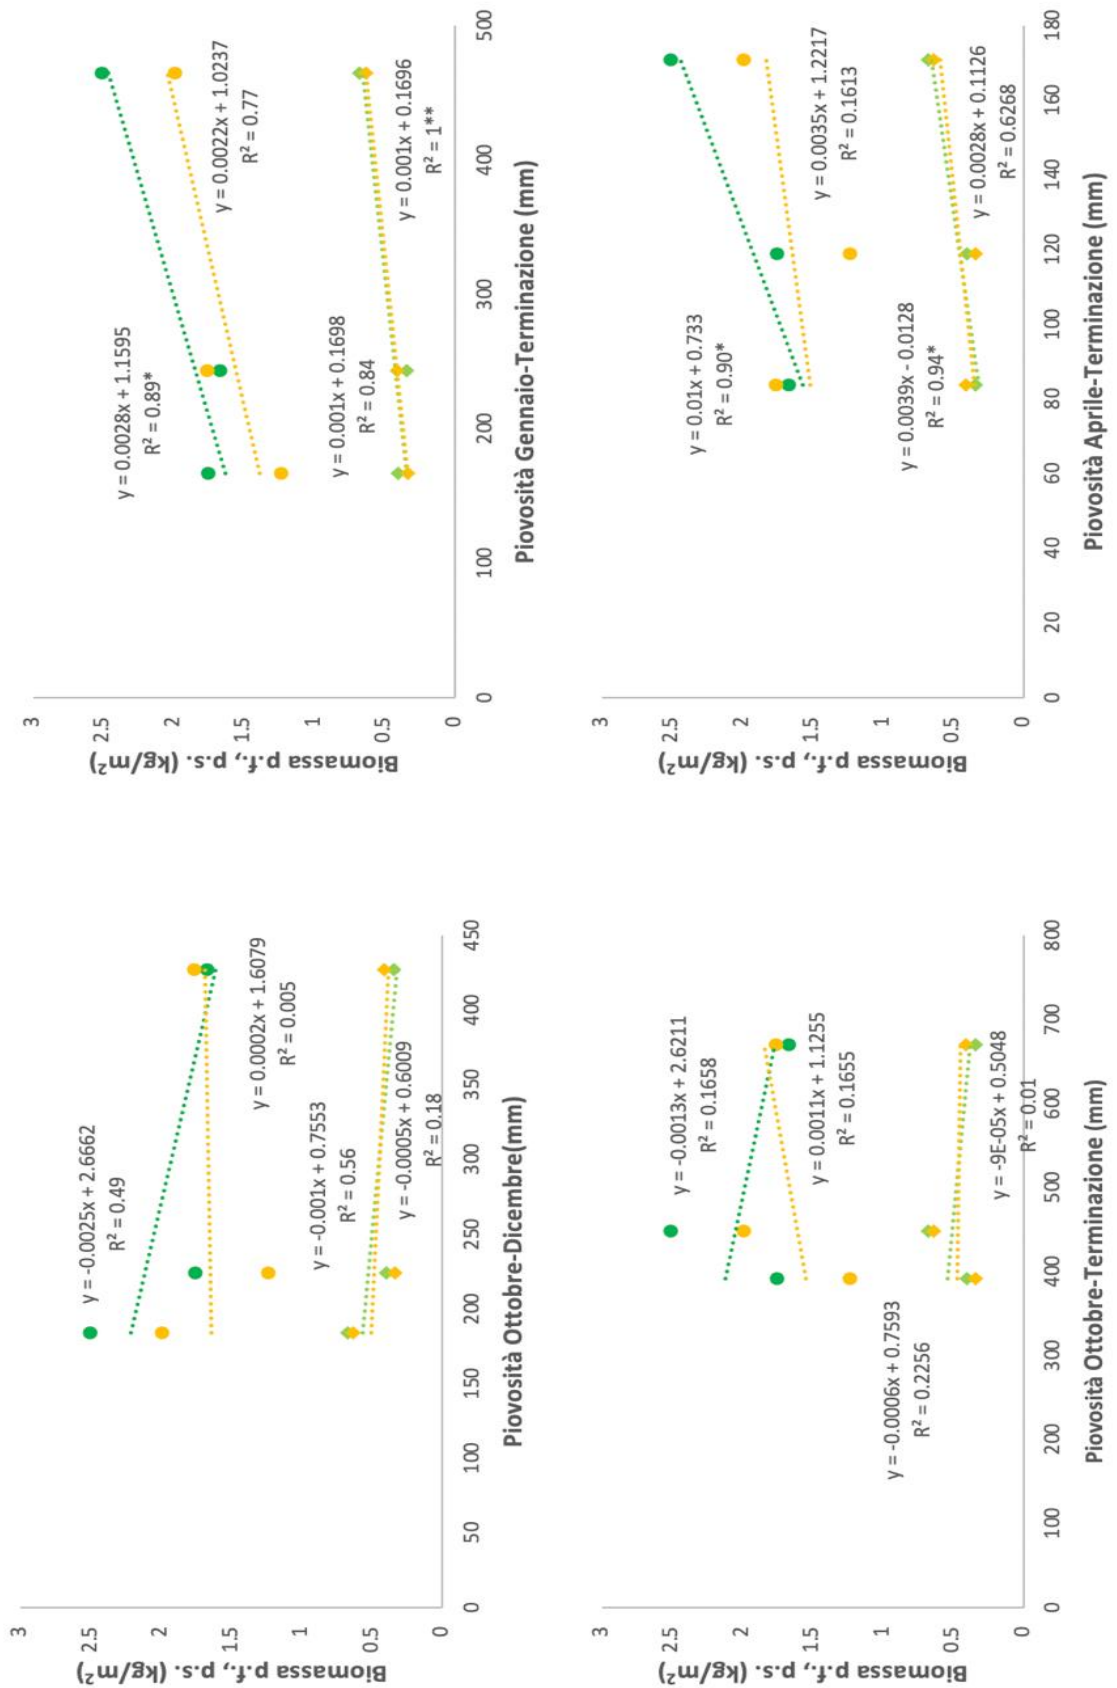 Biomassa p.f., p.s. (kg/m²)
3
2.5
2
1.5
1
0.5
0
y = -0.0025x + 2.6662
R² = 0.49
y = 0.0002x + 1.6079
R² = 0.005
y = -0.001x + 0.7553
R² = 0.56
y = -0.0005x + 0.6009
R² = 0.18
0 50 100 150 200 250 300 350 400 450
Piovosità Ottobre-Dicembre(mm)
Biomassa p.f., p.s. (kg/m²)
3
2.5
2
1.5
1
0.5
0
y = 0.0028x + 1.1595
R² = 0.89*
y = 0.0022x + 1.0237
R² = 0.77
y = 0.001x + 0.1698
R² = 0.84
y = 0.001x + 0.1696
R² = 1**
0 100 200 300 400 500
Piovosità Gennaio-Terminazione (mm)
Biomassa p.f., p.s. (kg/m²)
3
2.5
2
1.5
1
0.5
0
y = -0.0013x + 2.6211
R² = 0.1658
y = 0.0011x + 1.1255
R² = 0.1655
y = -0.0006x + 0.7593
R² = 0.2256
y = -9E-05x + 0.5048
R² = 0.01
0 100 200 300 400 500 600 700 800
Piovosità Ottobre-Terminazione (mm)
Biomassa p.f., p.s. (kg/m²)
3
2.5
2
1.5
1
0.5
0
y = 0.01x + 0.733
R² = 0.90*
y = 0.0035x + 1.2217
R² = 0.1613
y = 0.0039x - 0.0128
R² = 0.94*
y = 0.0028x + 0.1126
R² = 0.6268
0 20 40 60 80 100 120 140 160 180
Piovosità Aprile-Terminazione (mm)